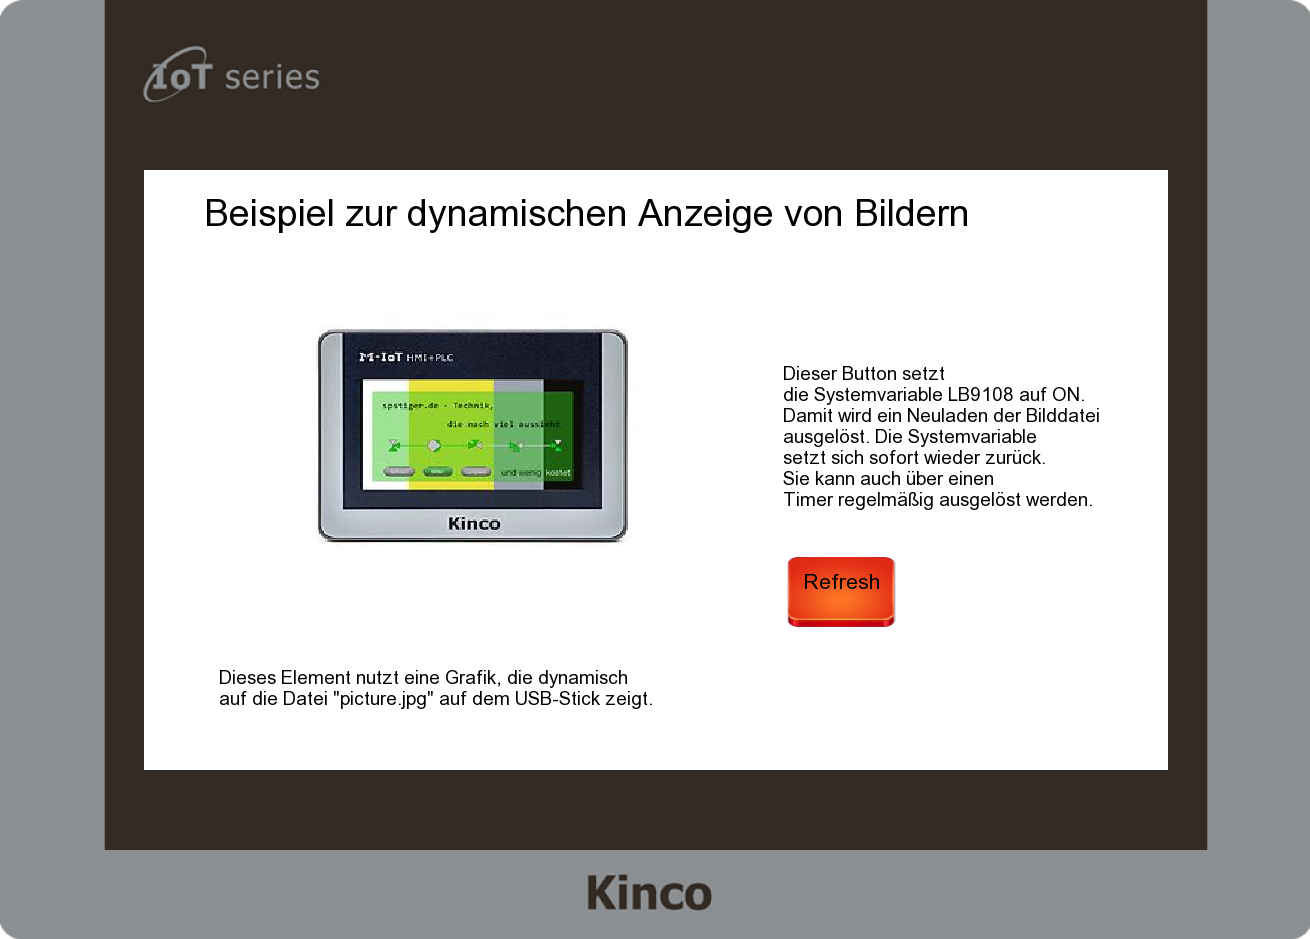 IoT series
Beispiel zur dynamischen Anzeige von Bildern
M-IoT HMI+PLC
spstiger.de - Technik,
die nach viel aussieht
und wenig kostet
Kinco
Dieser Button setzt
die Systemvariable LB9108 auf ON.
Damit wird ein Neuladen der Bilddatei
ausgelöst. Die Systemvariable
setzt sich sofort wieder zurück.
Sie kann auch über einen
Timer regelmäßig ausgelöst werden.
Refresh
Dieses Element nutzt eine Grafik, die dynamisch
auf die Datei "picture.jpg" auf dem USB-Stick zeigt.
Kinco